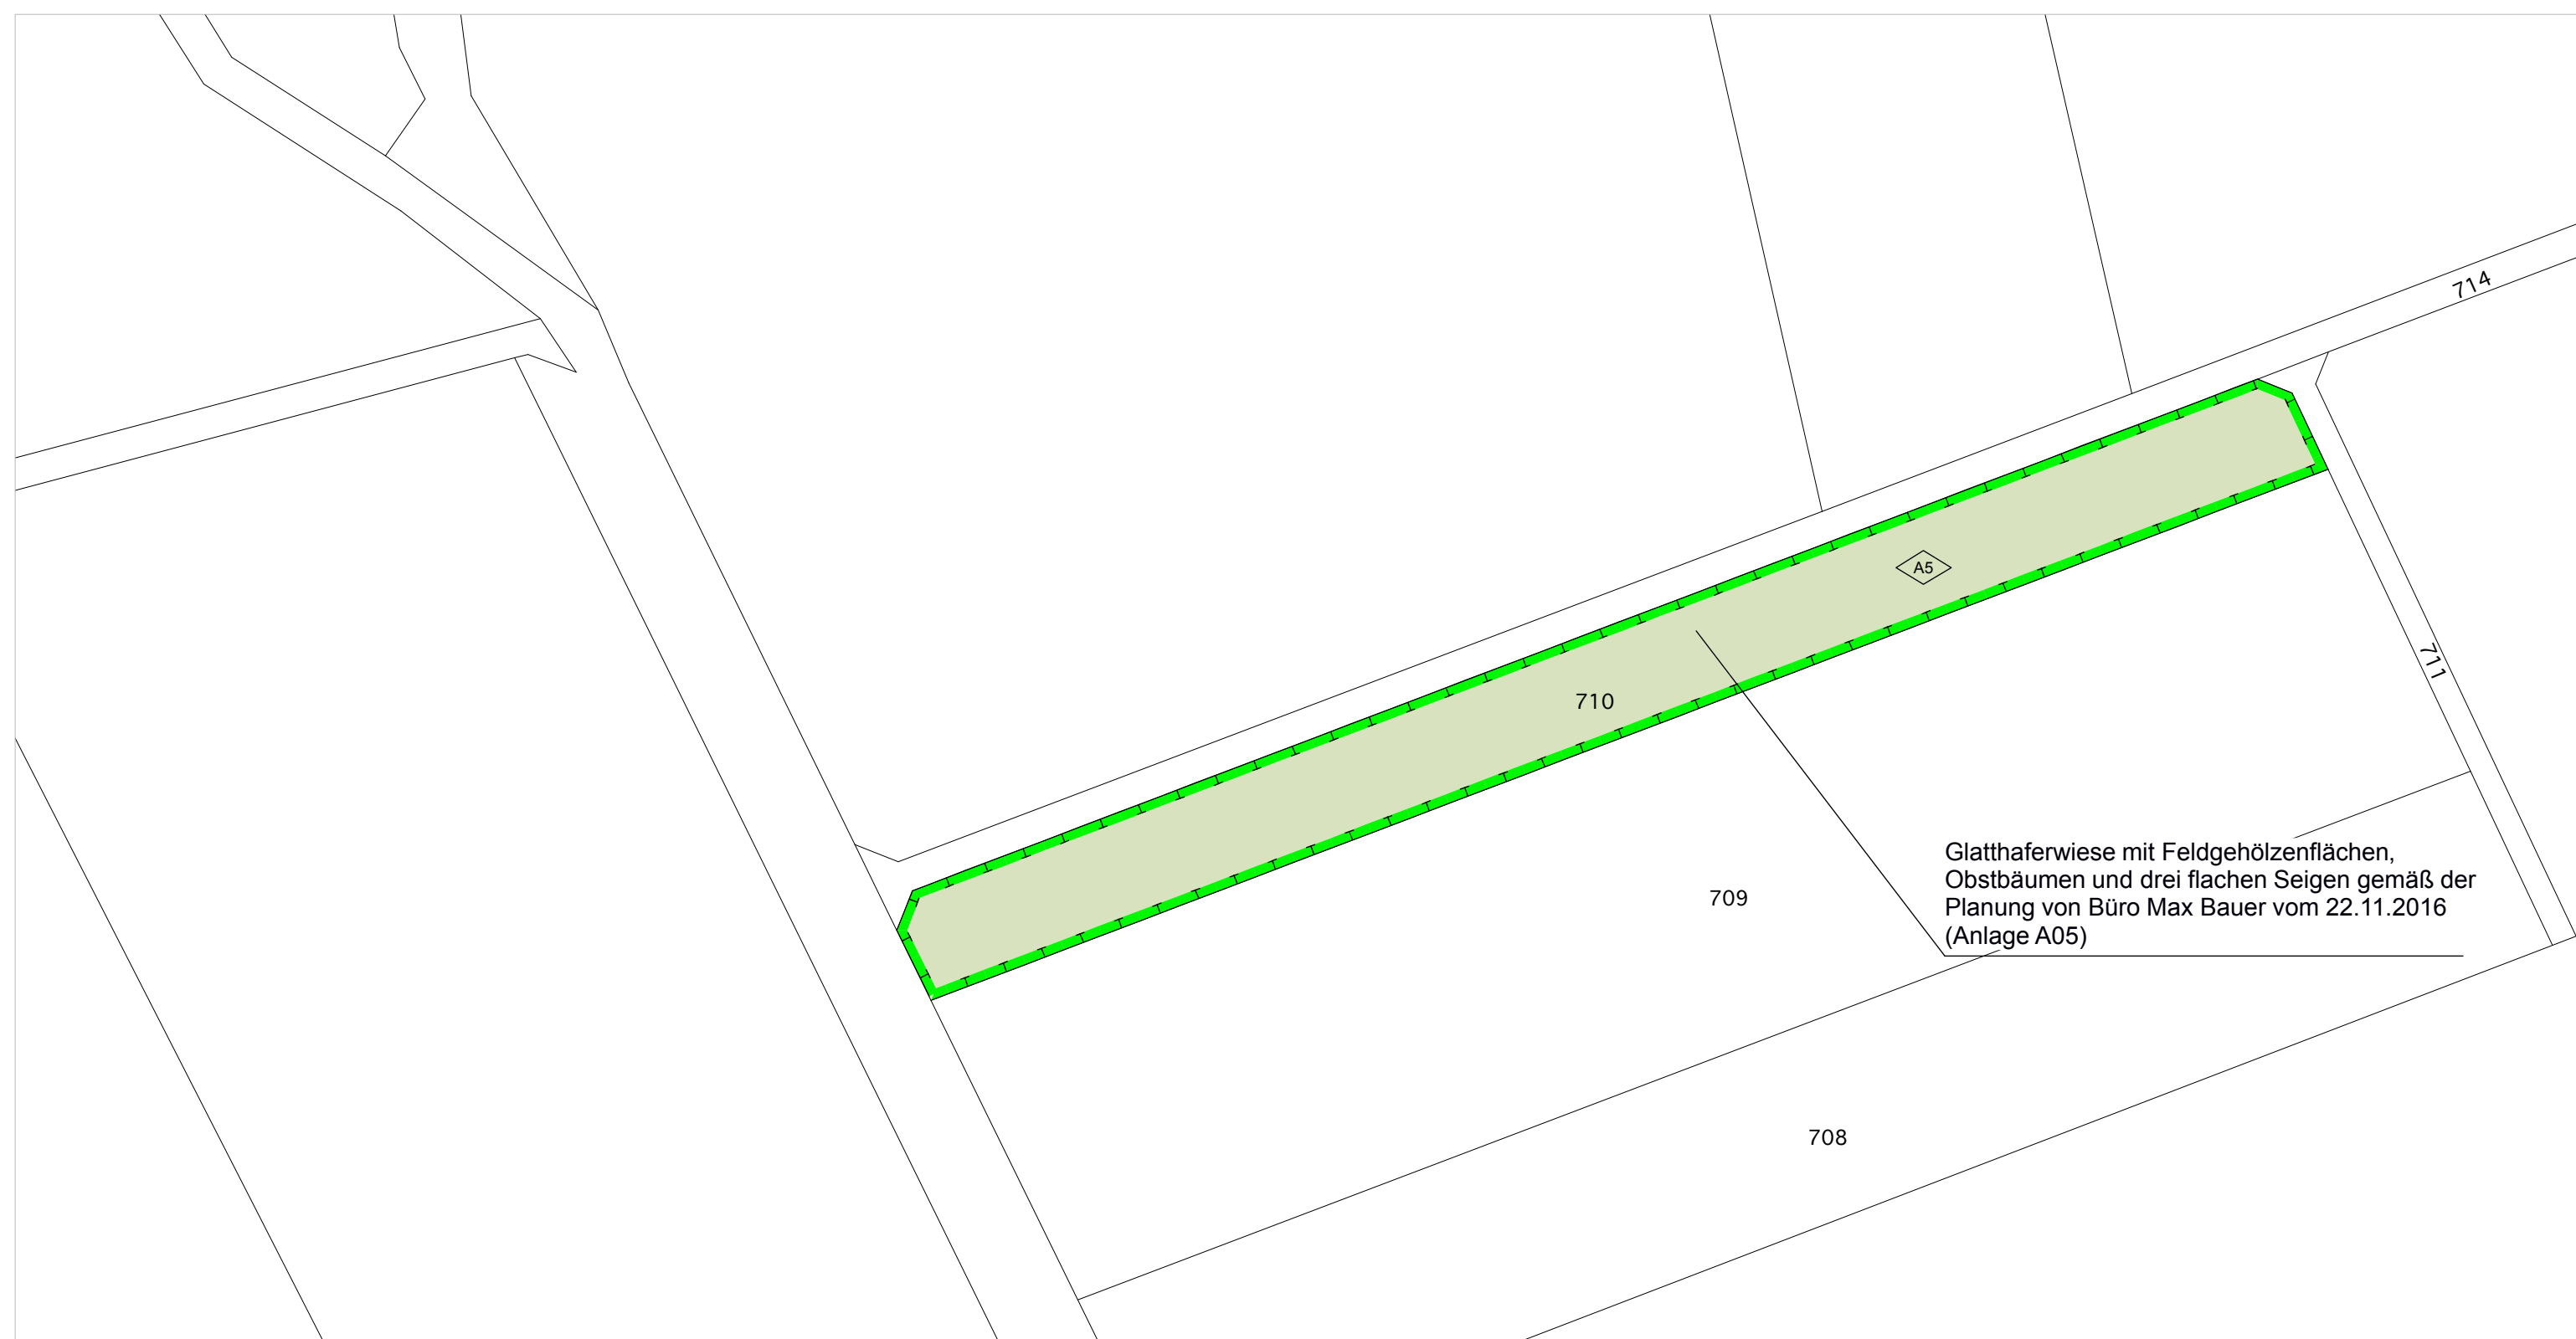 714
A5
711
710
Glatthaferwiese mit Feldgehölzenflächen,
Obstbäumen und drei flachen Seigen gemäß der
Planung von Büro Max Bauer vom 22.11.2016
(Anlage A05)
709
708